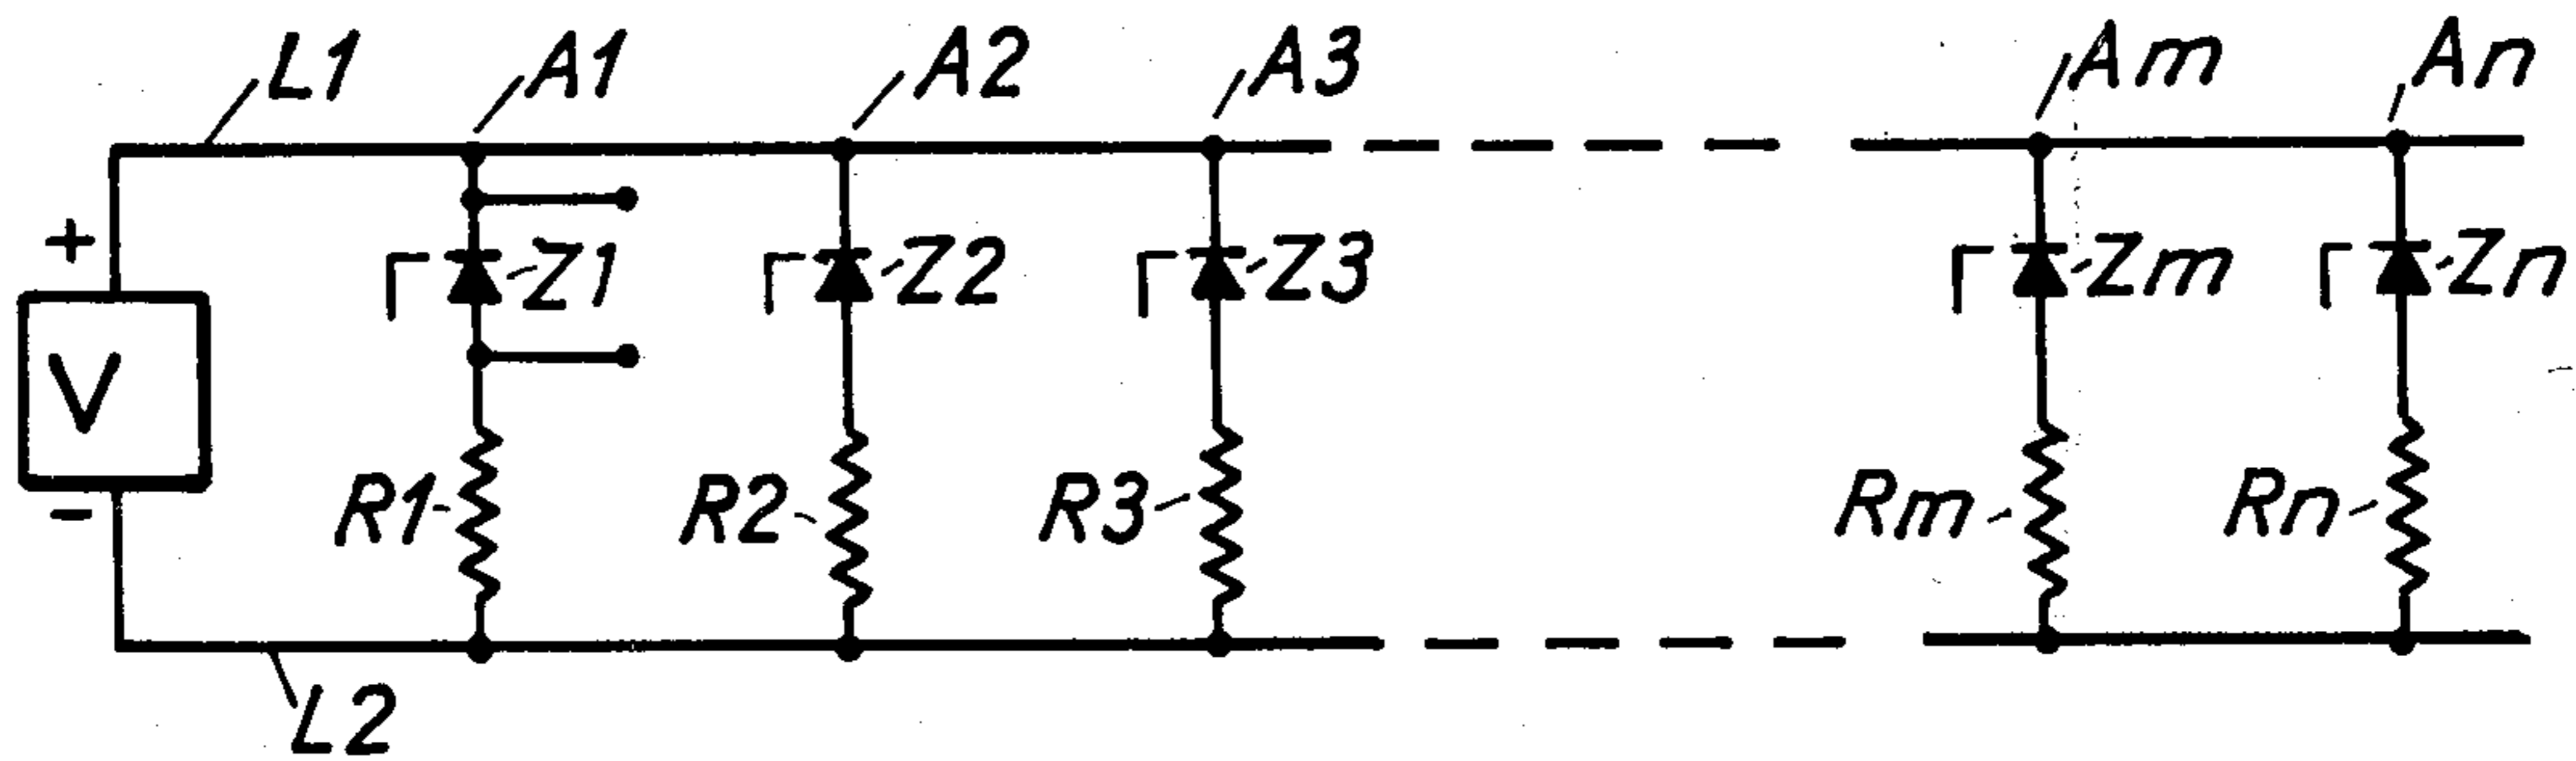 L1 A1 A2 A3 Am An
+
Z1 Z2 Z3 Zm Zn
V
R1 R2 R3 Rm Rn
-
L2